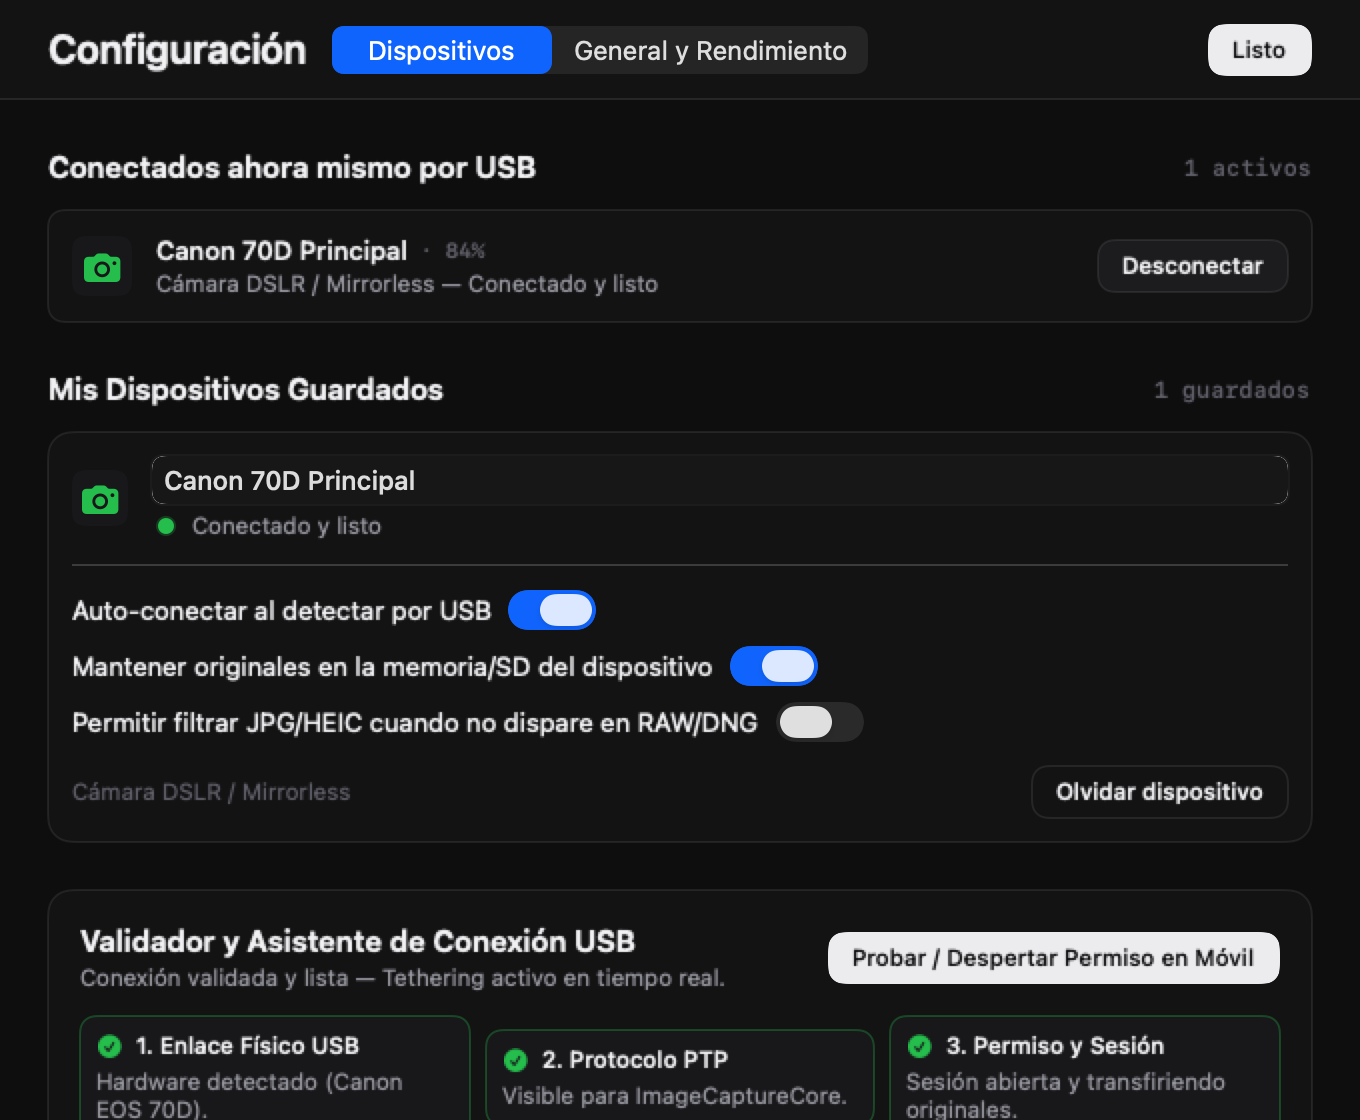 Configuración
Dispositivos
General y Rendimiento
Listo
Conectados ahora mismo por USB
1 activos
Canon 70D Principal · 84%
Cámara DSLR / Mirrorless — Conectado y listo
Desconectar
Mis Dispositivos Guardados
1 guardados
Canon 70D Principal
Conectado y listo
Auto-conectar al detectar por USB
Mantener originales en la memoria/SD del dispositivo
Permitir filtrar JPG/HEIC cuando no dispare en RAW/DNG
Cámara DSLR / Mirrorless
Olvidar dispositivo
Validador y Asistente de Conexión USB
Conexión validada y lista — Tethering activo en tiempo real.
Probar / Despertar Permiso en Móvil
1. Enlace Físico USB
Hardware detectado (Canon
EOS 70D).
2. Protocolo PTP
Visible para ImageCaptureCore.
3. Permiso y Sesión
Sesión abierta y transfiriendo
originales.